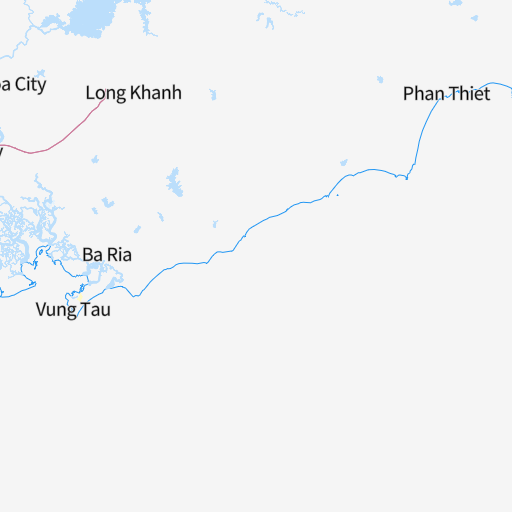 a City
Long Khanh
Phan Thiet
y
Ba Ria
Vung Tau